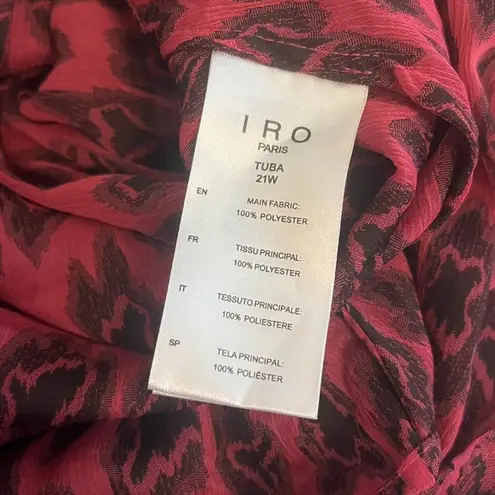 IRO
PARIS
TUBA
21W
EN
MAIN FABRIC:
100% POLYESTER
FR
TISSU PRINCIPAL:
100% POLYESTER
IT
TESSUTO PRINCIPALE:
100% POLIESTERE
SP
TELA PRINCIPAL:
100% POLIÉSTER